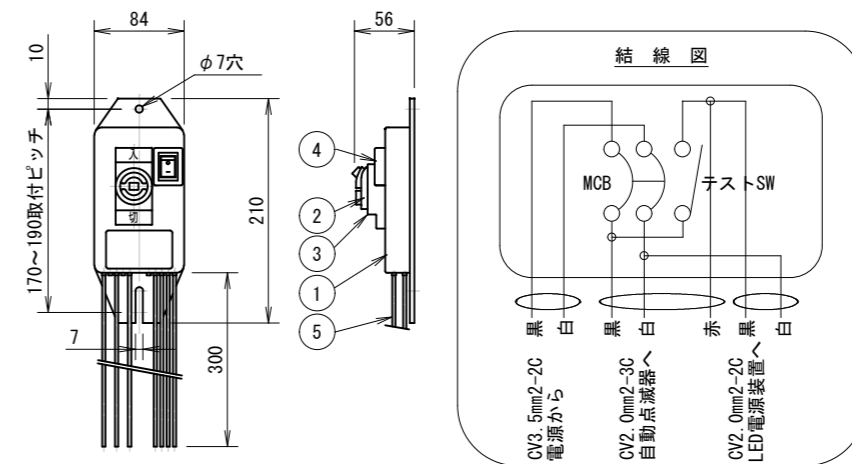 84
10
φ7穴
170~190取付ピッチ
入
切
210
7
300
56
4
2
3
1
5
結線図
MCB
テストSW
黒
白
黒
白
赤
黒
白
CV3.5mm2-2C
電源から
CV2.0mm2-3C
自動点滅器へ
CV2.0mm2-2C
LED電源装置へ